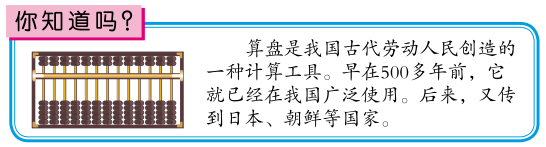 你知道吗？
算盘是我国古代劳动人民创造的
一种计算工具。早在500多年前，它
就已经在我国广泛使用。后来，又传
到日本、朝鲜等国家。